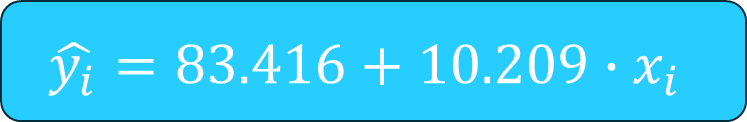 ŷᵢ = 83.416 + 10.209 · xᵢ